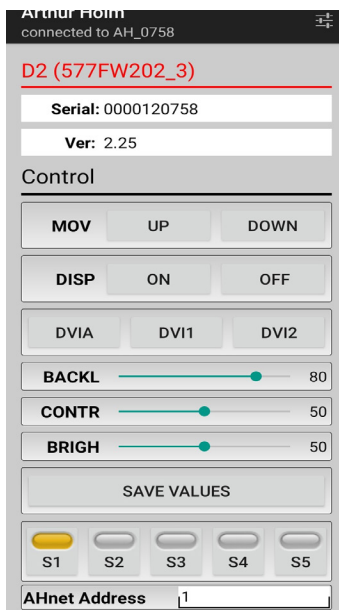 Arthur Holm
connected to AH_0758
D2 (577FW202_3)
Serial: 0000120758
Ver: 2.25
Control
MOV UP DOWN
DISP ON OFF
DVIA DVI1 DVI2
BACKL 80
CONTR 50
BRIGH 50
SAVE VALUES
S1 S2 S3 S4 S5
AHnet Address 1